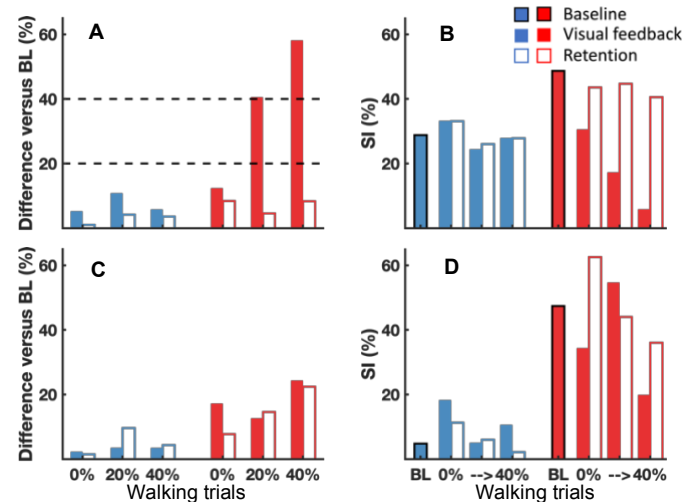 A
Difference versus BL (%)
60
40
20
B
SI (%)
60
40
20
Baseline
Visual feedback
Retention
C
Difference versus BL (%)
60
40
20
0% 20% 40% 0% 20% 40%
Walking trials
D
SI (%)
60
40
20
BL 0% -->40% BL 0% -->40%
Walking trials